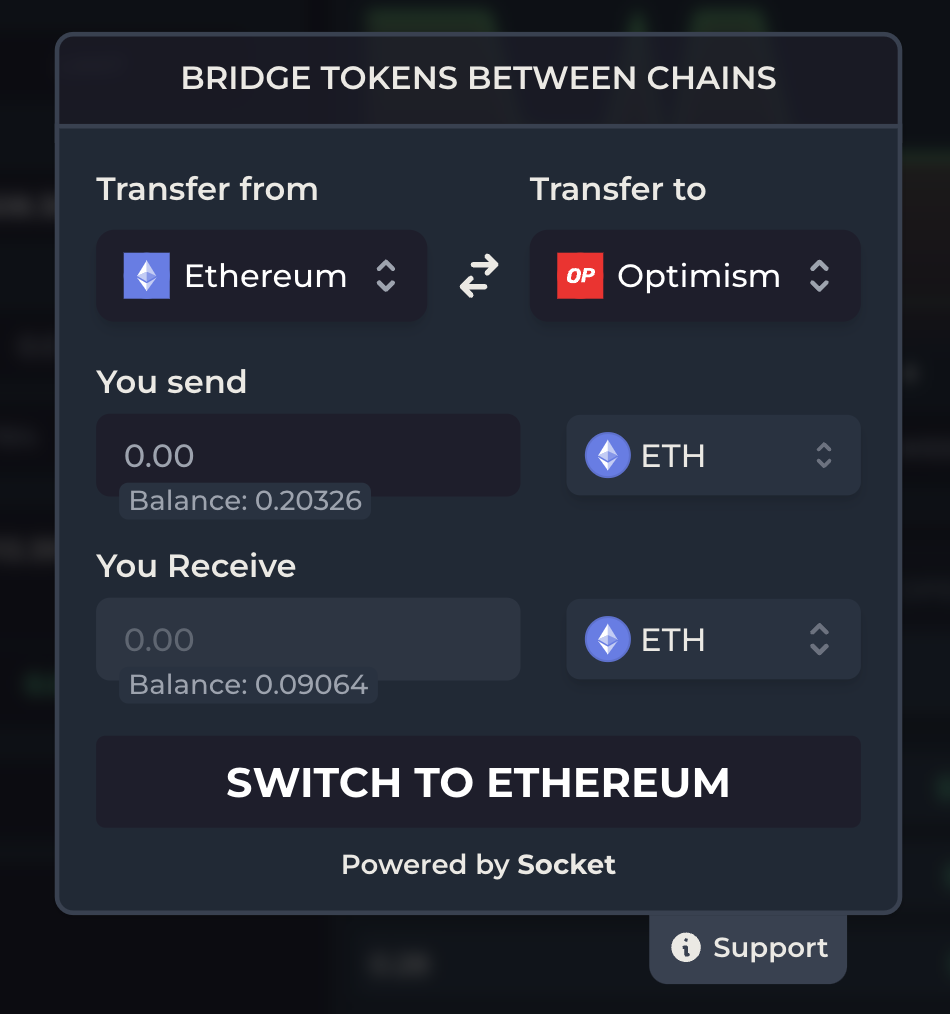 BRIDGE TOKENS BETWEEN CHAINS
Transfer from
Transfer to
Ethereum
OP Optimism
You send
0.00
ETH
Balance: 0.20326
You Receive
0.00
ETH
Balance: 0.09064
SWITCH TO ETHEREUM
Powered by Socket
Support